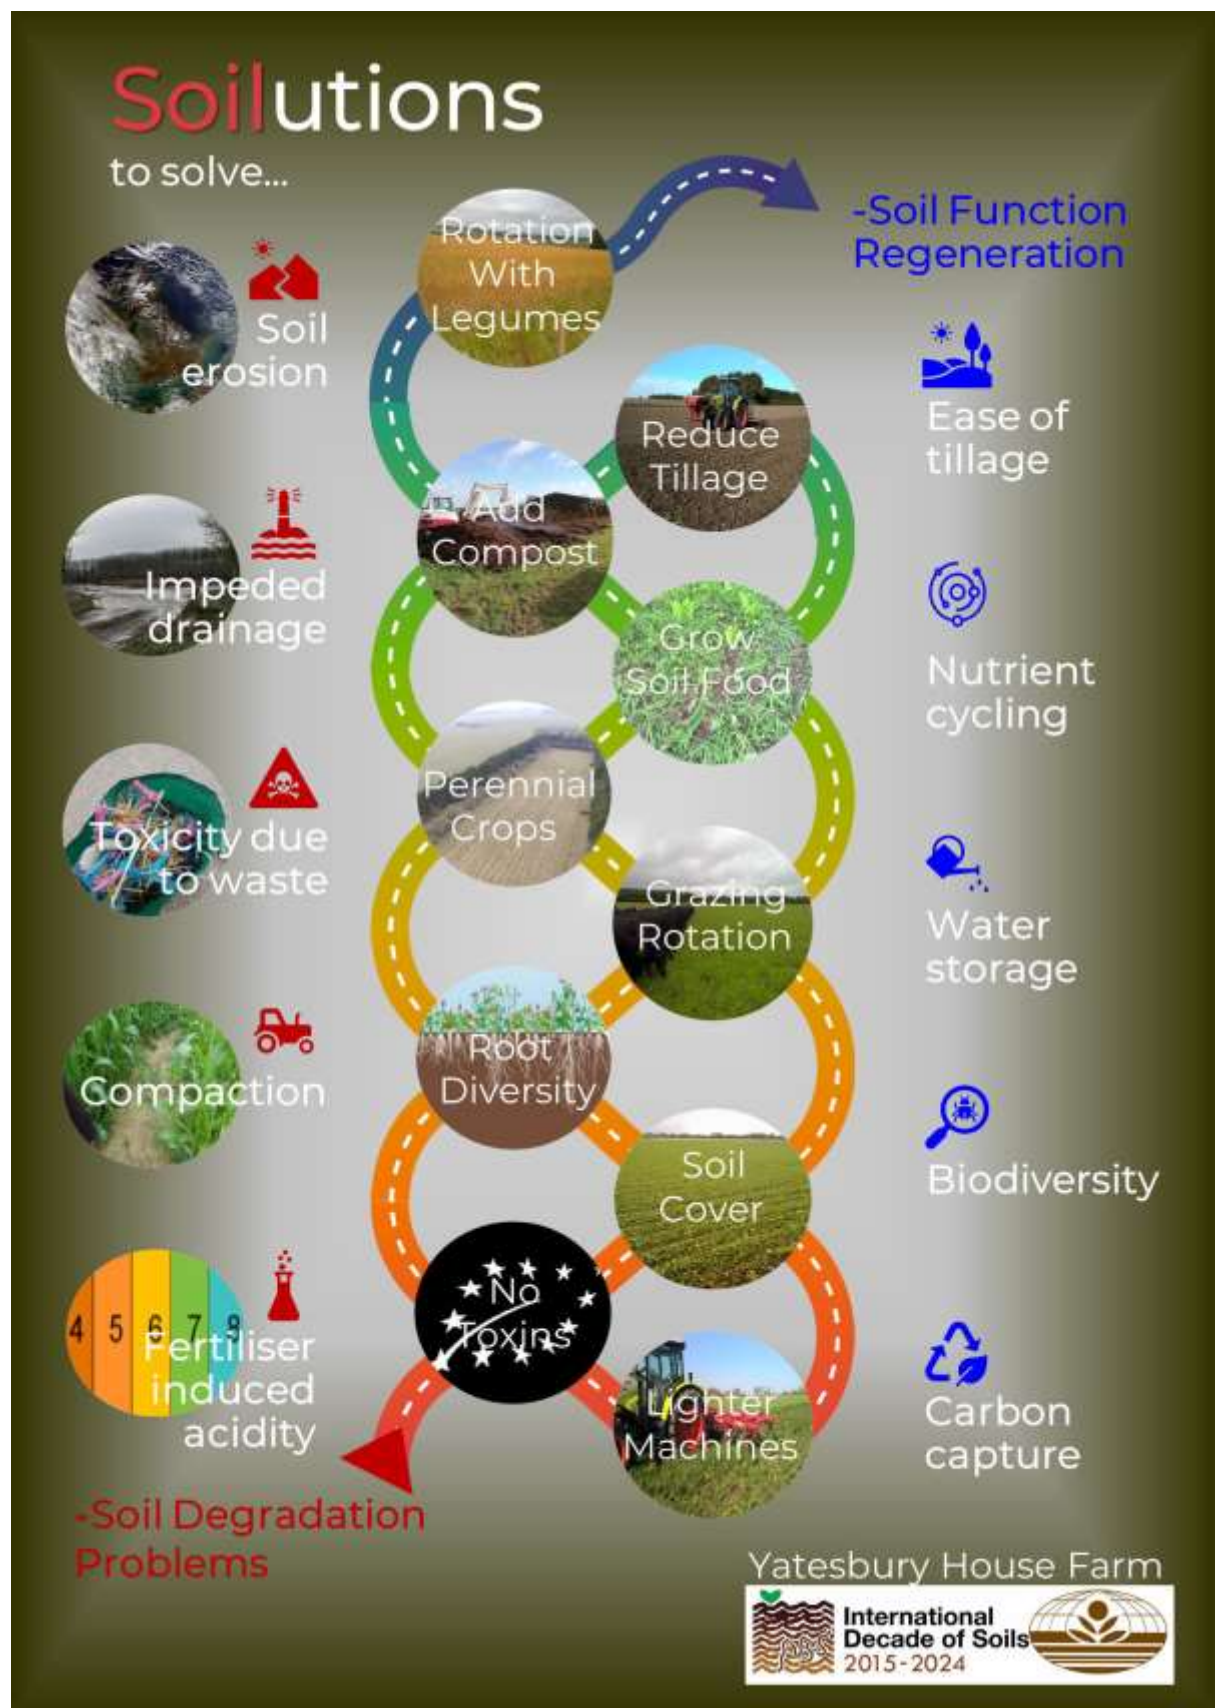 Soilutions
to solve...
-Soil Function
Regeneration
Soil
erosion
Impeded
drainage
Toxicity due
to waste
Compaction
4 5 6 7 8
Fertiliser
induced
acidity
-Soil Degradation
Problems
Rotation
With
Legumes
Reduce
Tillage
Add
Compost
Grow
Soil Food
Perennial
Crops
Grazing
Rotation
Root
Diversity
Soil
Cover
No
Toxins
Lighter
Machines
Ease of
tillage
Nutrient
cycling
Water
storage
Biodiversity
Carbon
capture
Yatesbury House Farm
International
Decade of Soils
2015-2024